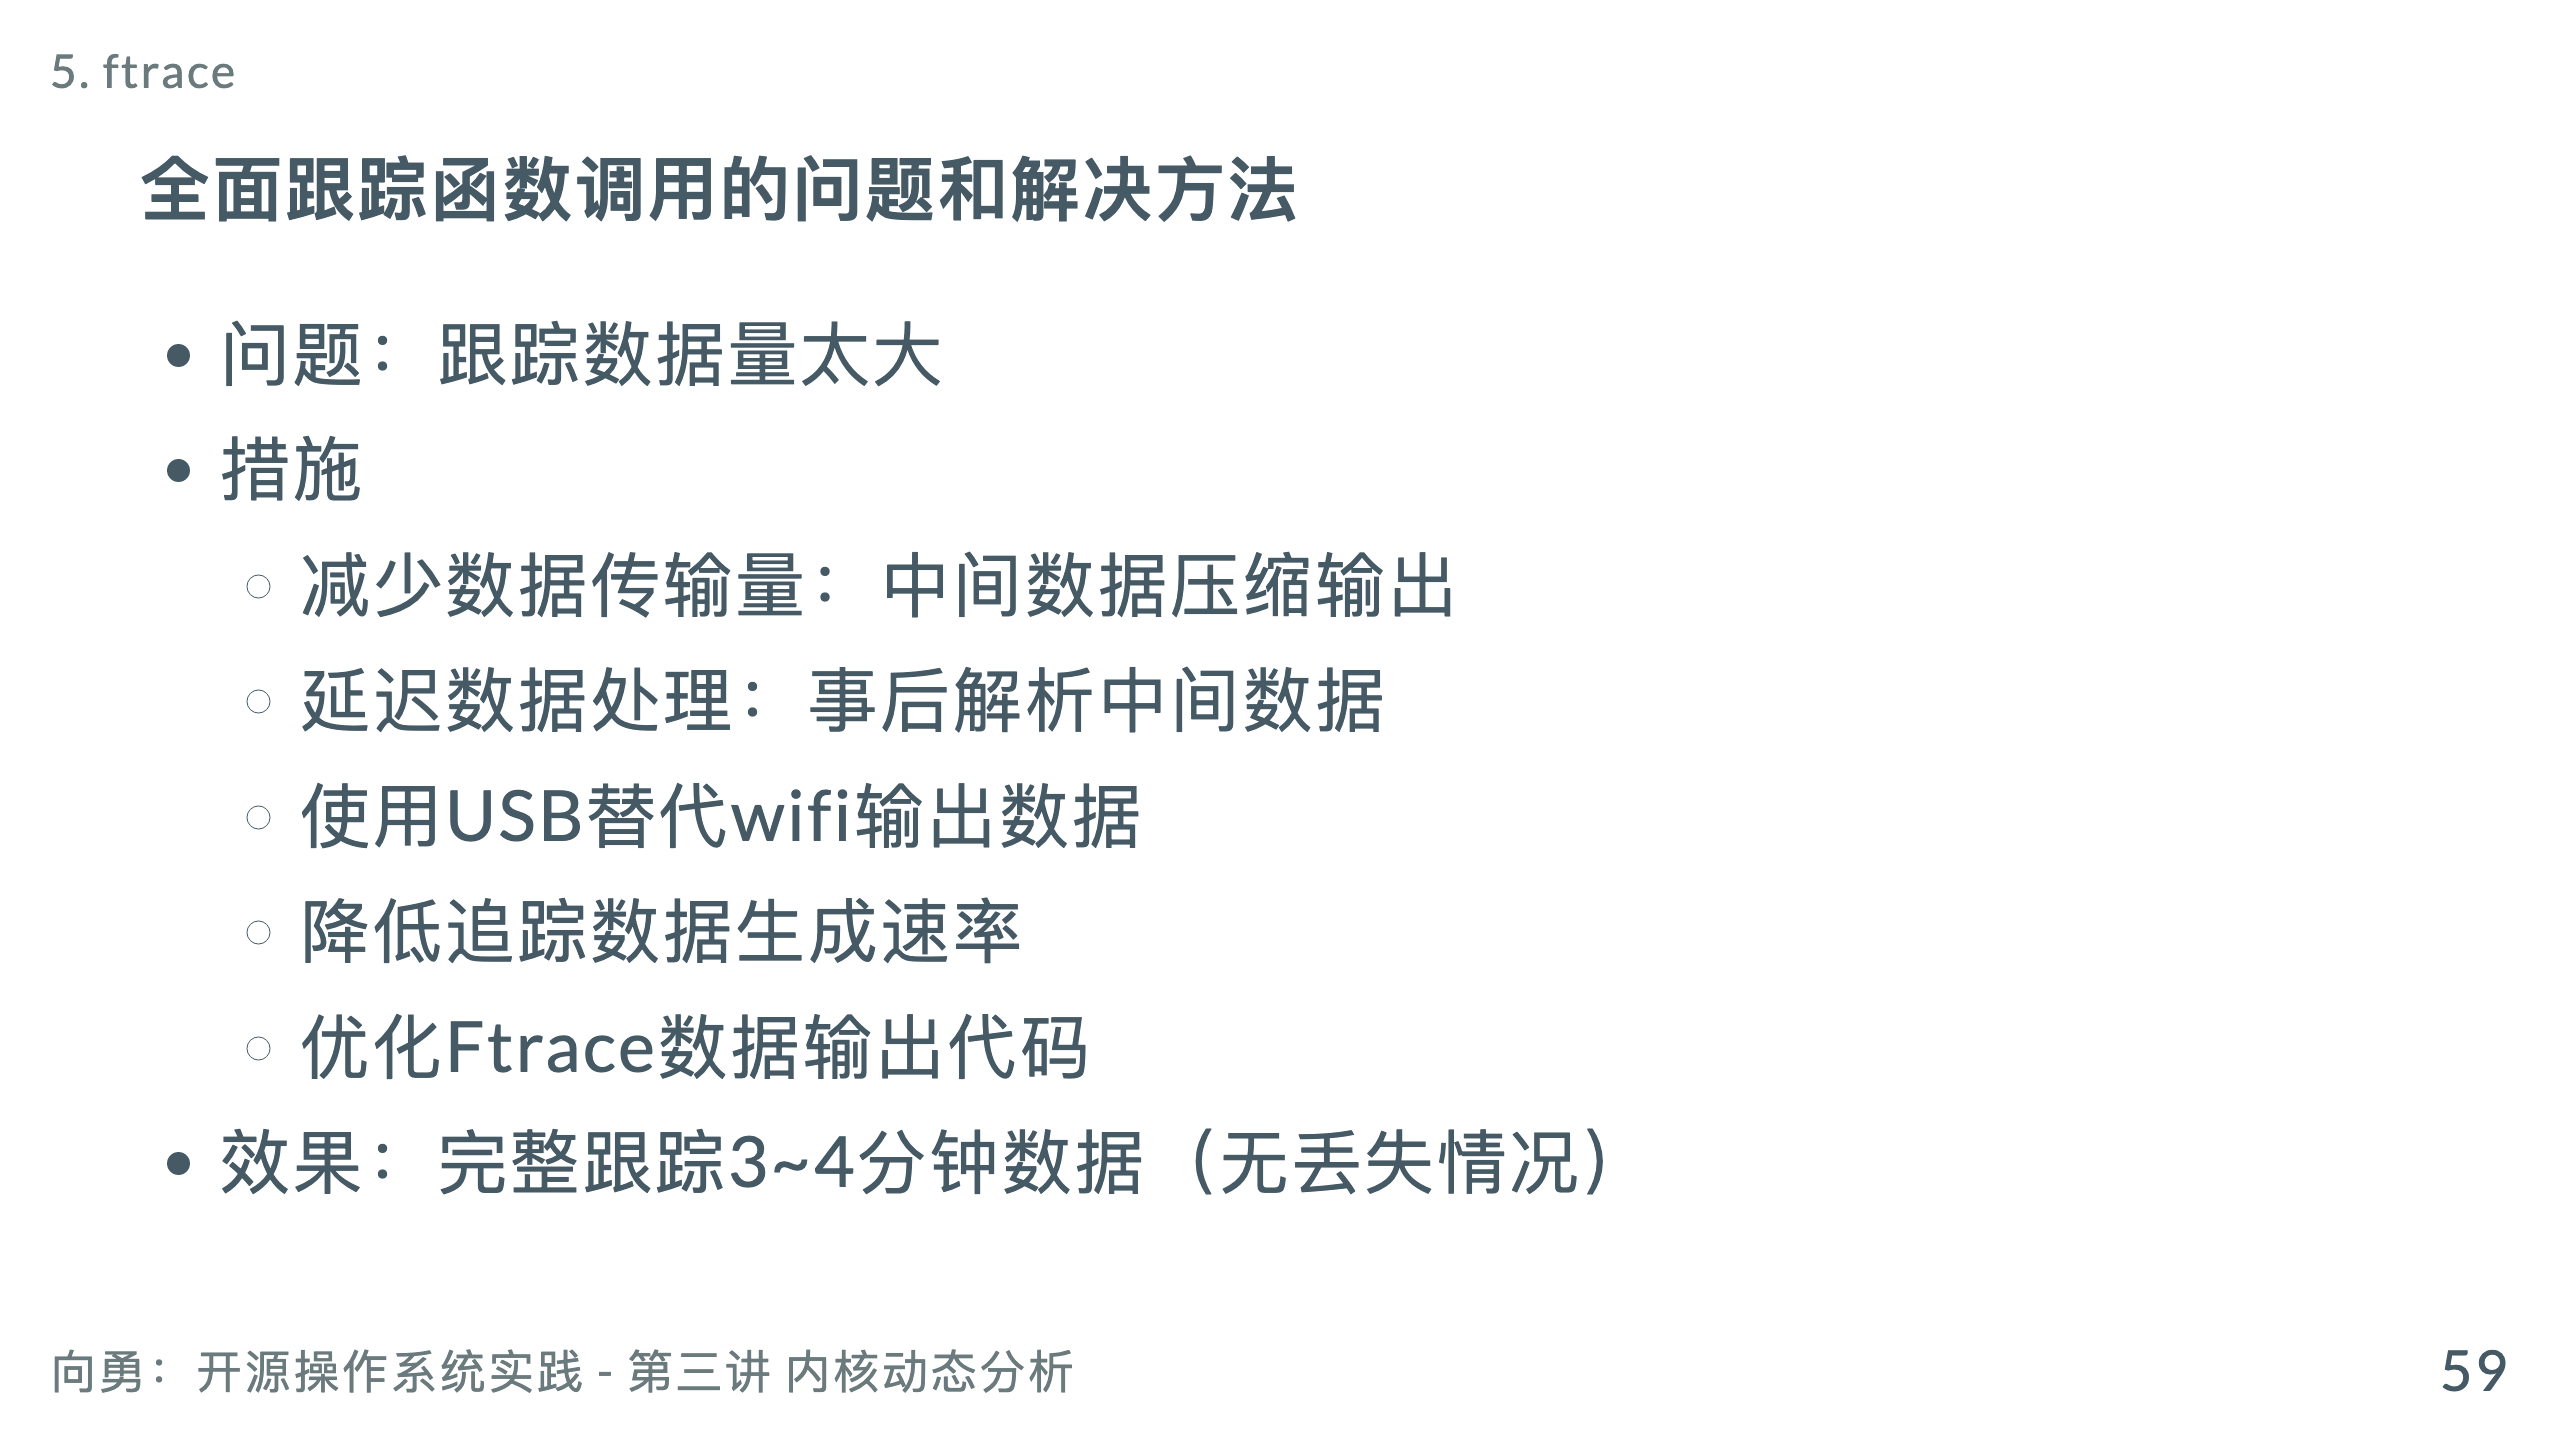 5. ftrace
全面跟踪函数调用的问题和解决方法
• 问题：跟踪数据量太大
• 措施
○ 减少数据传输量：中间数据压缩输出
○ 延迟数据处理：事后解析中间数据
○ 使用USB替代wifi输出数据
○ 降低追踪数据生成速率
○ 优化Ftrace数据输出代码
• 效果：完整跟踪3~4分钟数据（无丢失情况）
向勇：开源操作系统实践 - 第三讲 内核动态分析
59